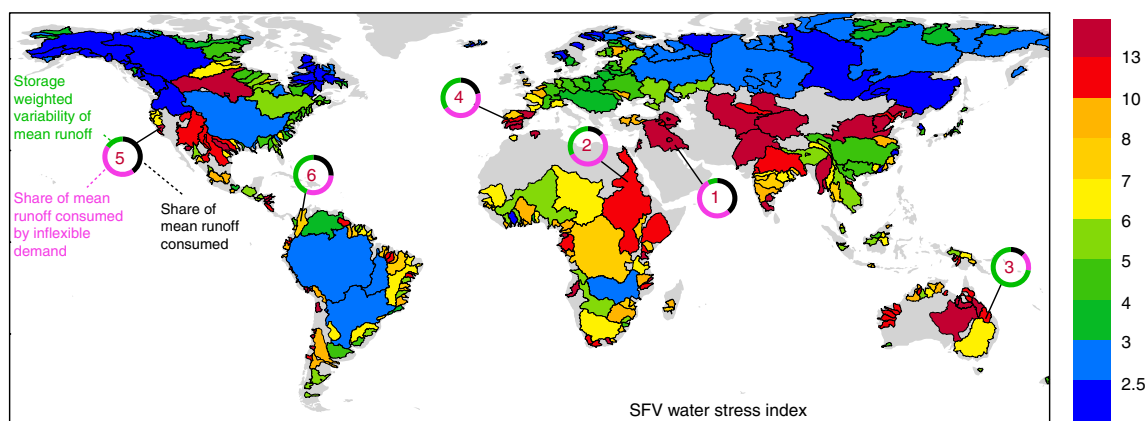 Storage
weighted
variability of
mean runoff
Share of mean
runoff consumed
by inflexible
demand
Share of
mean runoff
consumed
5
6
4
2
1
3
SFV water stress index
13
10
8
7
6
5
4
3
2.5